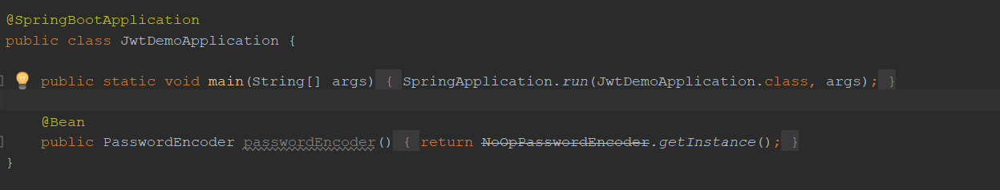 @SpringBootApplication
public class JwtDemoApplication {
public static void main(String[] args) { SpringApplication.run(JwtDemoApplication.class, args); }
@Bean
public PasswordEncoder passwordEncoder() { return NoOpPasswordEncoder.getInstance(); }
}